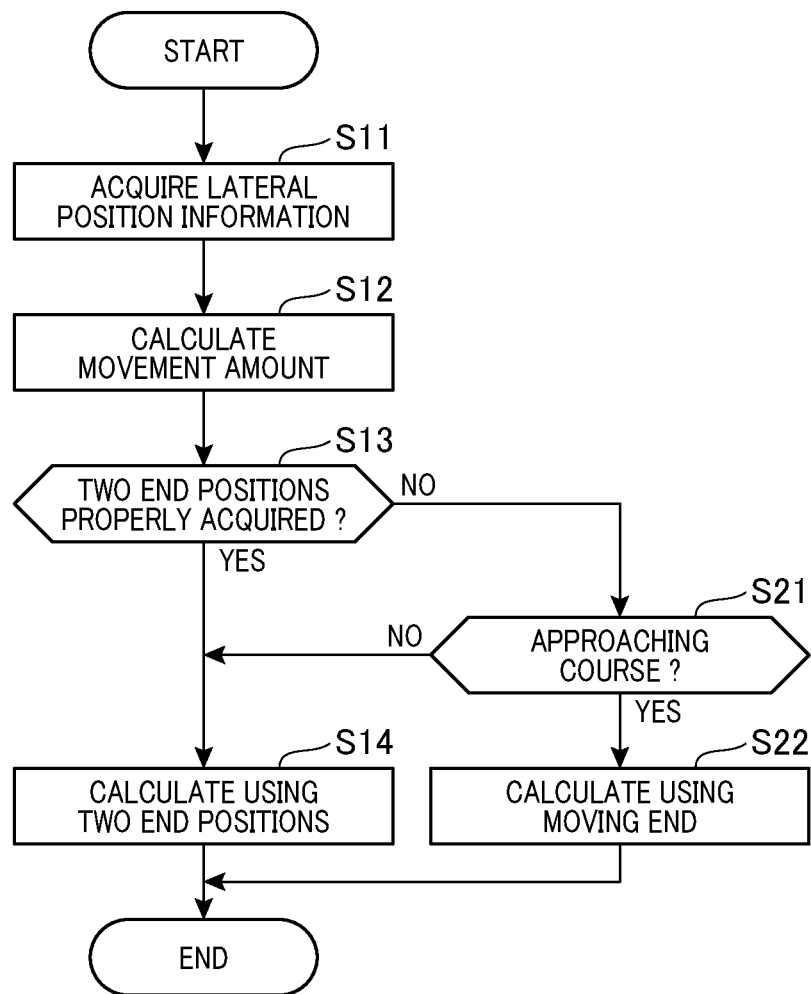 START
S11
ACQUIRE LATERAL
POSITION INFORMATION
S12
CALCULATE
MOVEMENT AMOUNT
S13
TWO END POSITIONS
PROPERLY ACQUIRED ?
NO
YES
S21
APPROACHING
COURSE ?
NO
YES
S14
CALCULATE USING
TWO END POSITIONS
S22
CALCULATE USING
MOVING END
END